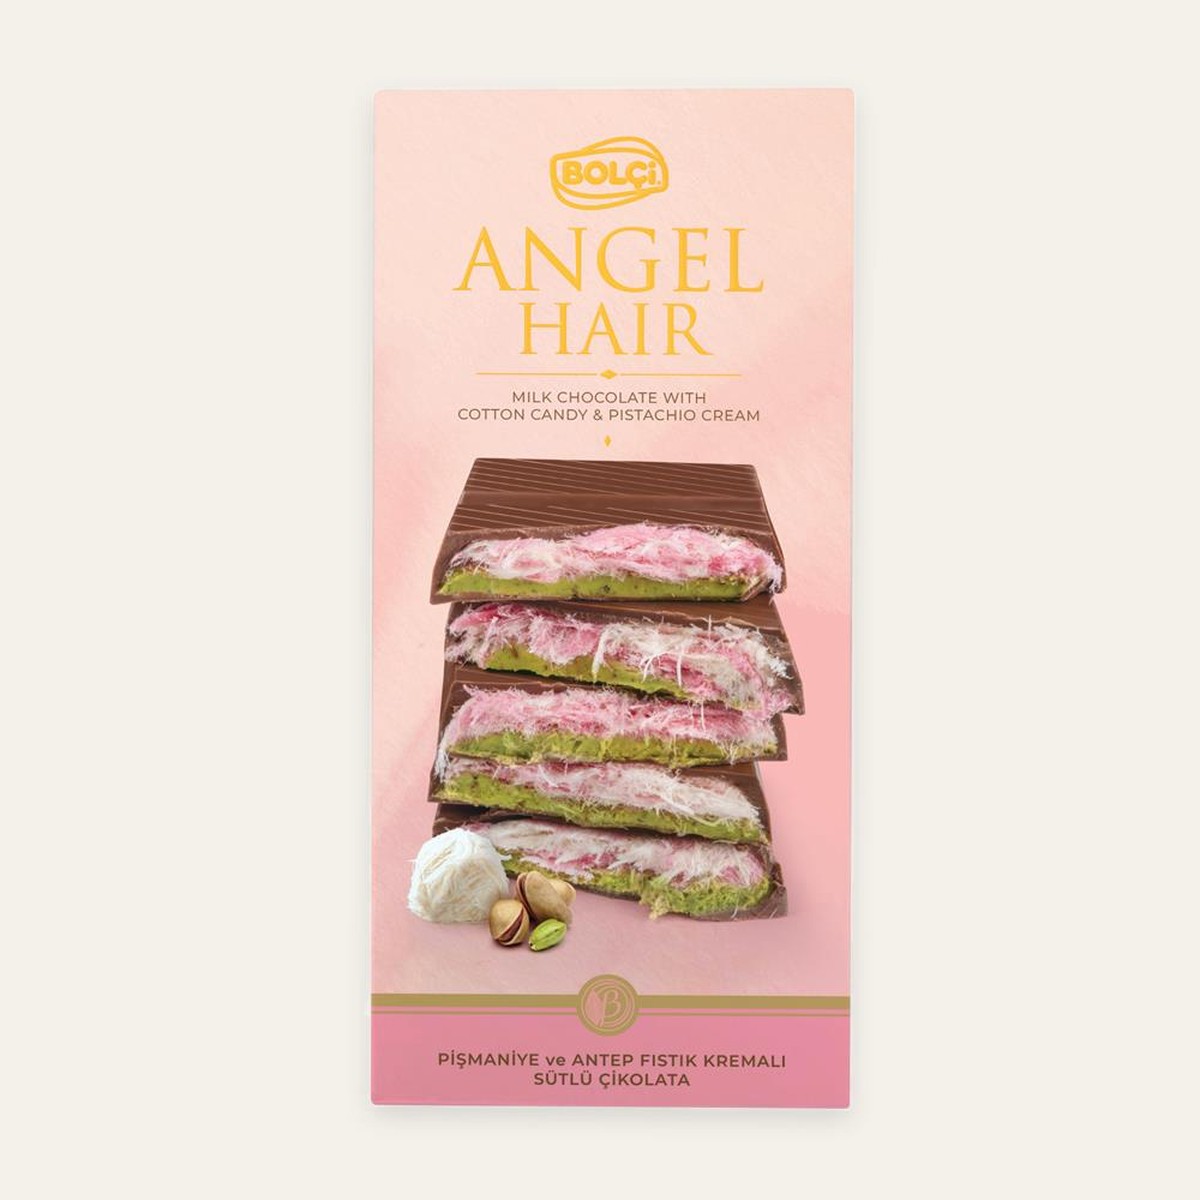 BOLÇi
ANGEL
HAIR
MILK CHOCOLATE WITH
COTTON CANDY & PISTACHIO CREAM
B
PİŞMANİYE ve ANTEP FISTIK KREMALI
SÜTLÜ ÇİKOLATA